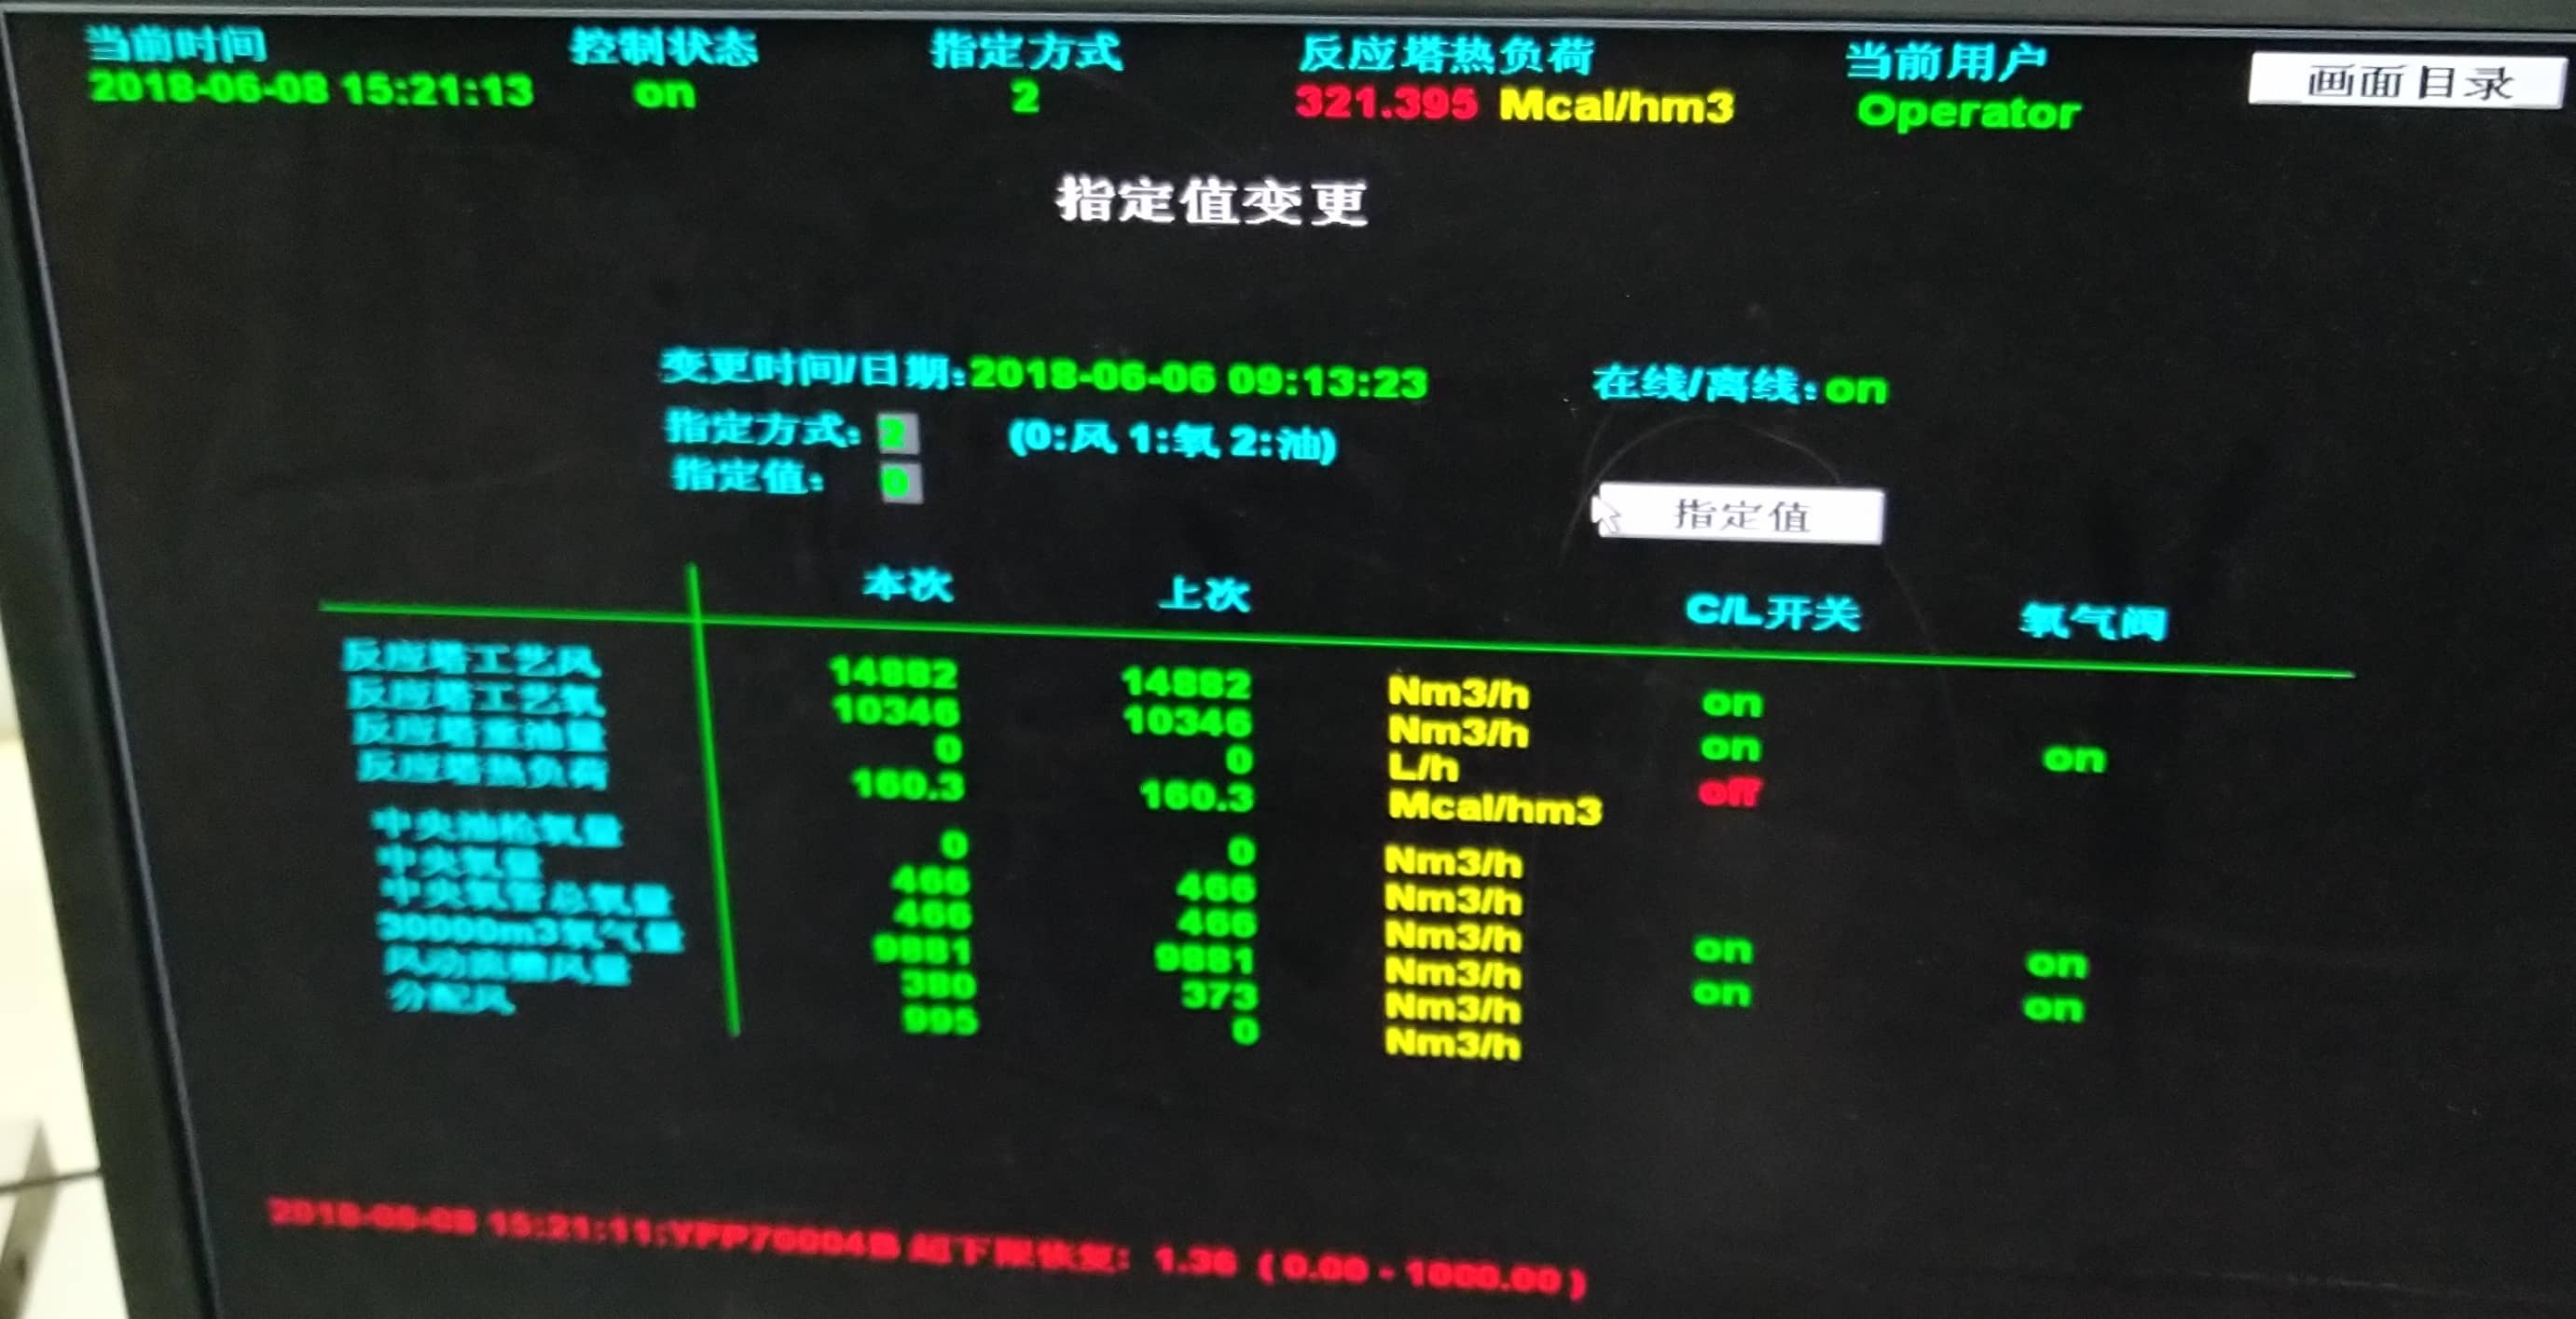 当前时间 控制状态 指定方式 反应塔热负荷 当前用户 画面目录
2018-06-08 15:21:13 on 2 321.395 Mcal/hm3 Operator
指定值变更
变更时间/日期:2018-06-06 09:13:23 在线/离线:on
指定方式: 2 (0:风 1:氧 2:油)
指定值: 0 指定值
本次 上次 C/L开关 氧气阀
反应塔工艺风 14882 14882 Nm3/h on
反应塔工艺氧 10346 10346 Nm3/h on on
反应塔重油量 0 0 L/h off
反应塔热负荷 160.3 160.3 Mcal/hm3
中央油枪氧量 0 0 Nm3/h
中央氧量 466 466 Nm3/h
中央氧管总氧量 466 466 Nm3/h on on
30000m3氧气量 9881 9881 Nm3/h on on
风动溜槽风量 380 373 Nm3/h
分配风 995 0 Nm3/h
2018-06-08 15:21:11:YPP70004B 超下限恢复: 1.36 ( 0.00 - 1000.00 )